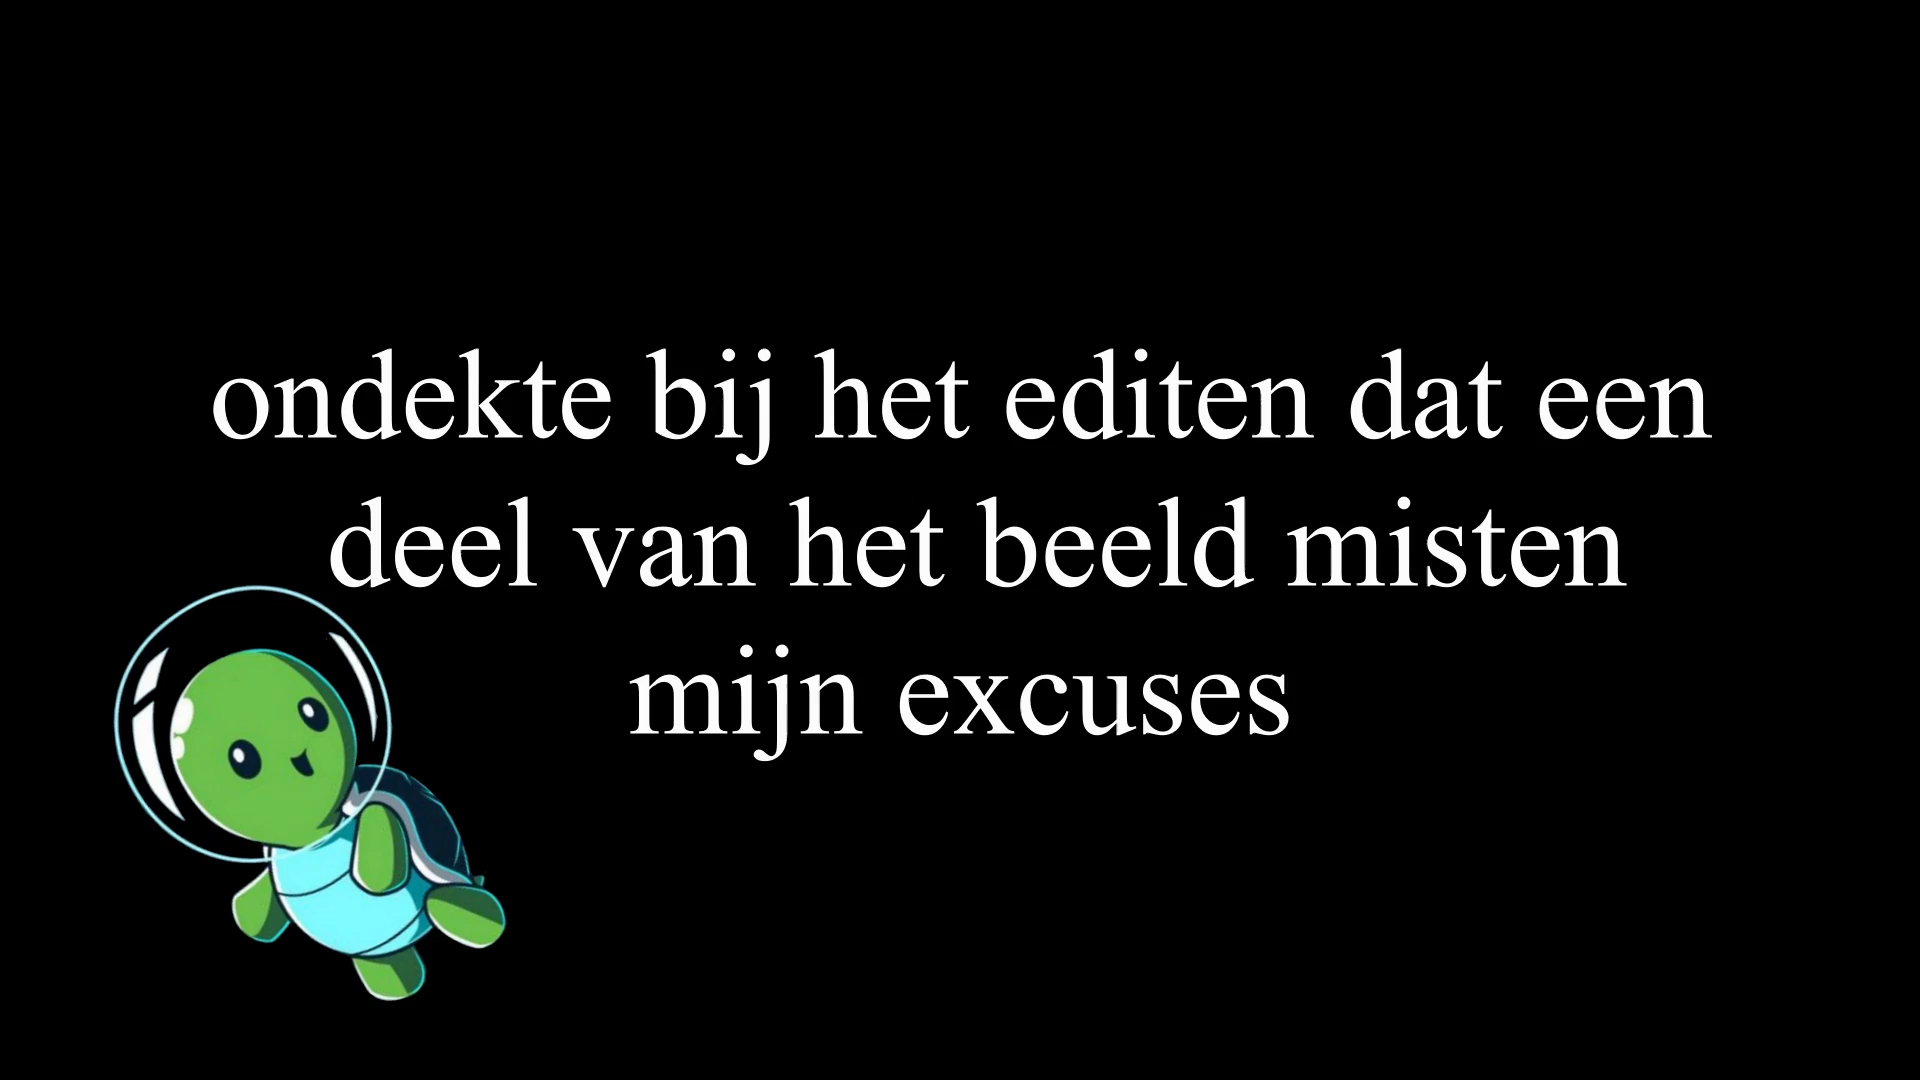 ondekte bij het editen dat een
deel van het beeld misten
mijn excuses